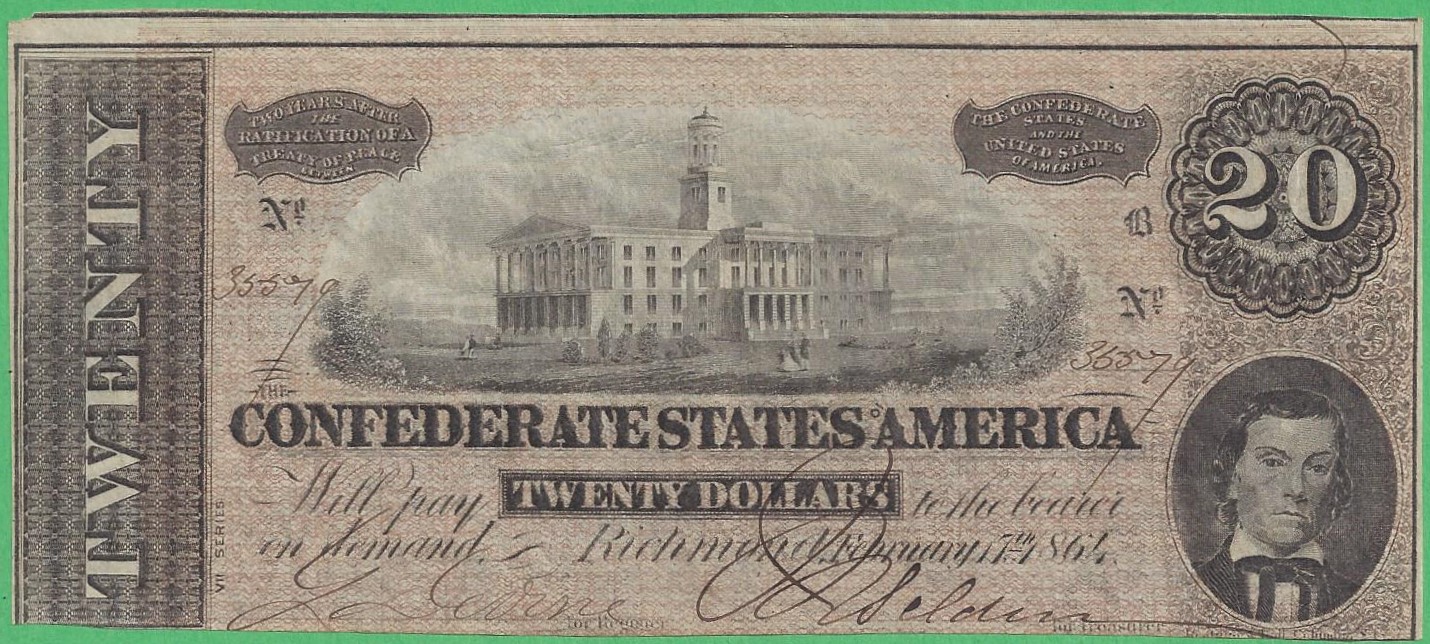 TWENTY
TWO YEARS AFTER
THE
RATIFICATION OF A
TREATY OF PEACE
BETWEEN
THE CONFEDERATE
STATES
AND THE
UNITED STATES
OF AMERICA.
20
Nº
B
35579
Nº
35579
THE
CONFEDERATE STATES OF AMERICA
Will pay TWENTY DOLLARS to the bearer
on demand. Richmond, February 17th 1864.
VII SERIES
for Register
for Treasurer